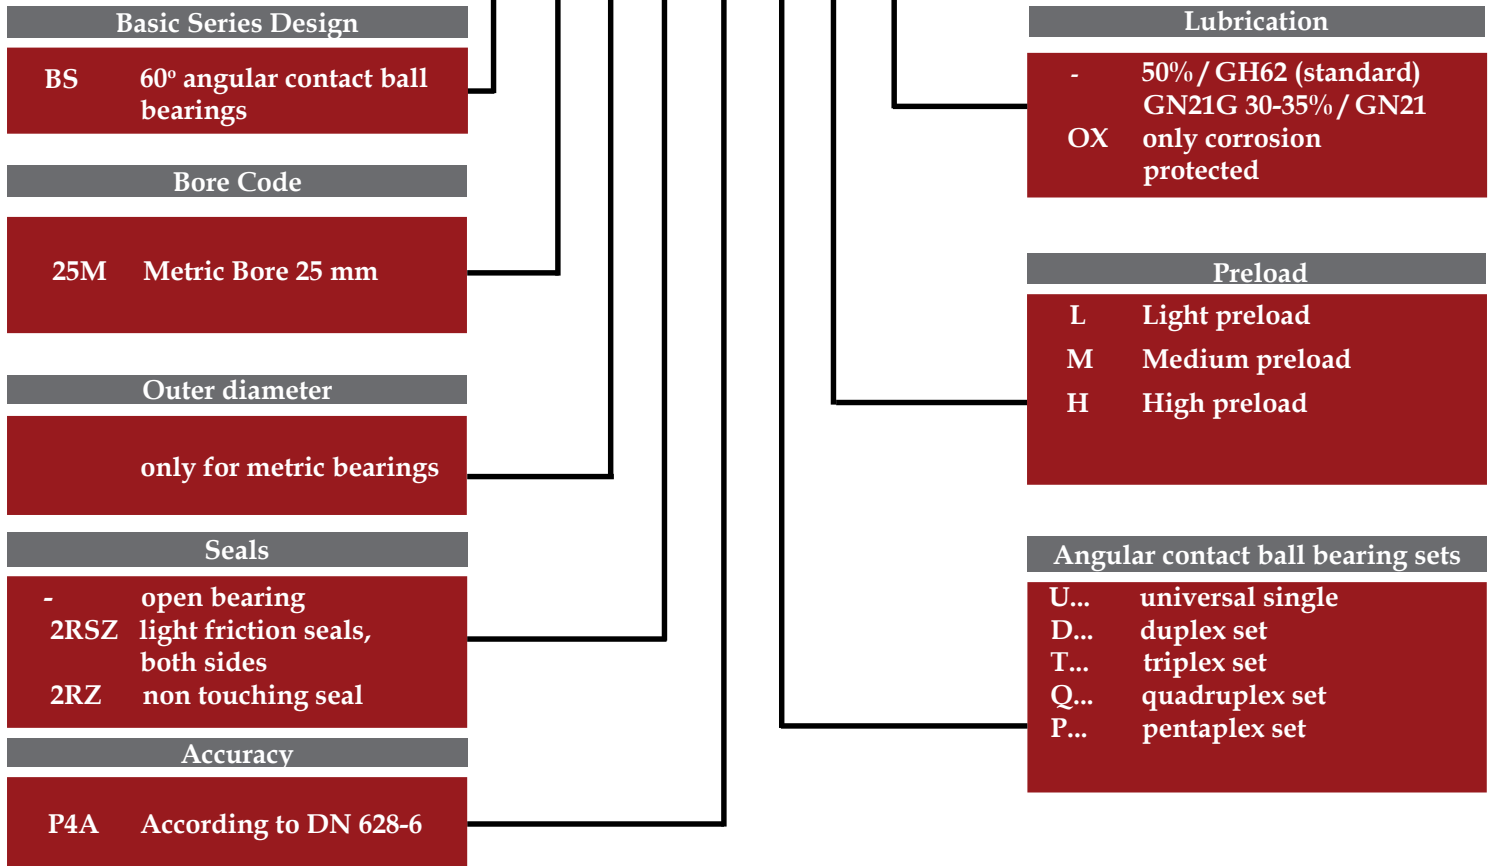 Basic Series Design
BS 60º angular contact ball
bearings
Bore Code
25M Metric Bore 25 mm
Outer diameter
only for metric bearings
Seals
- open bearing
2RSZ light friction seals,
both sides
2RZ non touching seal
Accuracy
P4A According to DN 628-6
Lubrication
- 50% / GH62 (standard)
GN21G 30-35% / GN21
OX only corrosion
protected
Preload
L Light preload
M Medium preload
H High preload
Angular contact ball bearing sets
U... universal single
D... duplex set
T... triplex set
Q... quadruplex set
P... pentaplex set